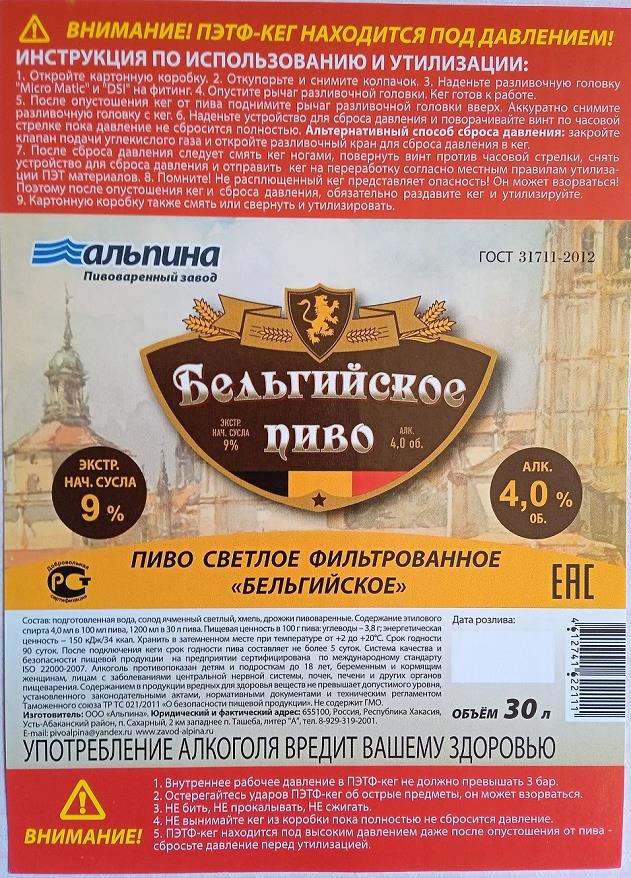 ВНИМАНИЕ! ПЭТФ-КЕГ НАХОДИТСЯ ПОД ДАВЛЕНИЕМ!
ИНСТРУКЦИЯ ПО ИСПОЛЬЗОВАНИЮ И УТИЛИЗАЦИИ:
1. Откройте картонную коробку. 2. Откупорьте и снимите колпачок. 3. Наденьте разливочную головку
"Micro Matic" и "DSI" на фитинг. 4. Опустите рычаг разливочной головки. Кег готов к работе.
5. После опустошения кег от пива поднимите рычаг разливочной головки вверх. Аккуратно снимите
разливочную головку с кег. 6. Наденьте устройство для сброса давления и поворачивайте винт по часовой
стрелке пока давление не сбросится полностью. Альтернативный способ сброса давления: закройте
клапан подачи углекислого газа и откройте разливочный кран для сброса давления в кег.
7. После сброса давления следует смять кег ногами, повернуть винт против часовой стрелки, снять
устройство для сброса давления и отправить кег на переработку согласно местным правилам утилиза-
ции ПЭТ материалов. 8. Помните! Не расплющенный кег представляет опасность! Он может взорваться!
Поэтому после опустошения кег и сброса давления, обязательно раздавите кег и утилизируйте.
9. Картонную коробку также смять или свернуть и утилизировать.
альпина
Пивоваренный завод
ГОСТ 31711-2012
Бельгийское
пиво
ЭКСТР.
НАЧ. СУСЛА
9%
АЛК.
4,0 об.
ЭКСТР.
НАЧ. СУСЛА
9 %
АЛК.
4,0 %
ОБ.
Добровольная
РСТ
сертификация
ПИВО СВЕТЛОЕ ФИЛЬТРОВАННОЕ
«БЕЛЬГИЙСКОЕ»
EAC
Состав: подготовленная вода, солод ячменный светлый, хмель, дрожжи пивоваренные. Содержание этилового
спирта 4,0 мл в 100 мл пива, 1200 мл в 30 л пива. Пищевая ценность в 100 г пива: углеводы – 3,8 г; энергетическая
ценность – 150 кДж/34 ккал. Хранить в затемненном месте при температуре от +2 до +20°С. Срок годности
90 суток. После подключения кеги срок годности пива составляет не более 5 суток. Система качества и
безопасности пищевой продукции на предприятии сертифицирована по международному стандарту
ISO 22000-2007. Алкоголь противопоказан детям и подросткам до 18 лет, беременным и кормящим
женщинам, лицам с заболеваниями центральной нервной системы, почек, печени и других органов
пищеварения. Содержанием в продукции вредных для здоровья веществ не превышает допустимого уровня,
установленного законодательными актами, нормативными документами и техническим регламентом
Таможенного союза ТР ТС 021/2011 «О безопасности пищевой продукции». Не содержит ГМО.
Изготовитель: ООО «Альпина». Юридический и фактический адрес: 655100, Россия, Республика Хакасия,
Усть-Абаканский район, п. Сахарный, 2 км западнее п. Ташеба, литер "А", тел. 8-929-319-2001.
E-mail: pivoalpina@yandex.ru www.zavod-alpina.ru
Дата розлива:
ОБЪЁМ 30 л
УПОТРЕБЛЕНИЕ АЛКОГОЛЯ ВРЕДИТ ВАШЕМУ ЗДОРОВЬЮ
ВНИМАНИЕ!
1. Внутреннее рабочее давление в ПЭТФ-кег не должно превышать 3 бар.
2. Остерегайтесь ударов ПЭТФ-кег об острые предметы, он может взорваться.
3. НЕ БИТЬ, НЕ ПРОКАЛЫВАТЬ, НЕ СЖИГАТЬ.
4. НЕ ВЫНИМАЙТЕ КЕГ ИЗ КОРОБКИ ПОКА ПОЛНОСТЬЮ НЕ СБРОСИТСЯ ДАВЛЕНИЕ.
5. ПЭТФ-КЕГ НАХОДИТСЯ ПОД ВЫСОКИМ ДАВЛЕНИЕМ ДАЖЕ ПОСЛЕ ОПУСТОШЕНИЯ ОТ ПИВА -
сбросьте давление перед утилизацией.